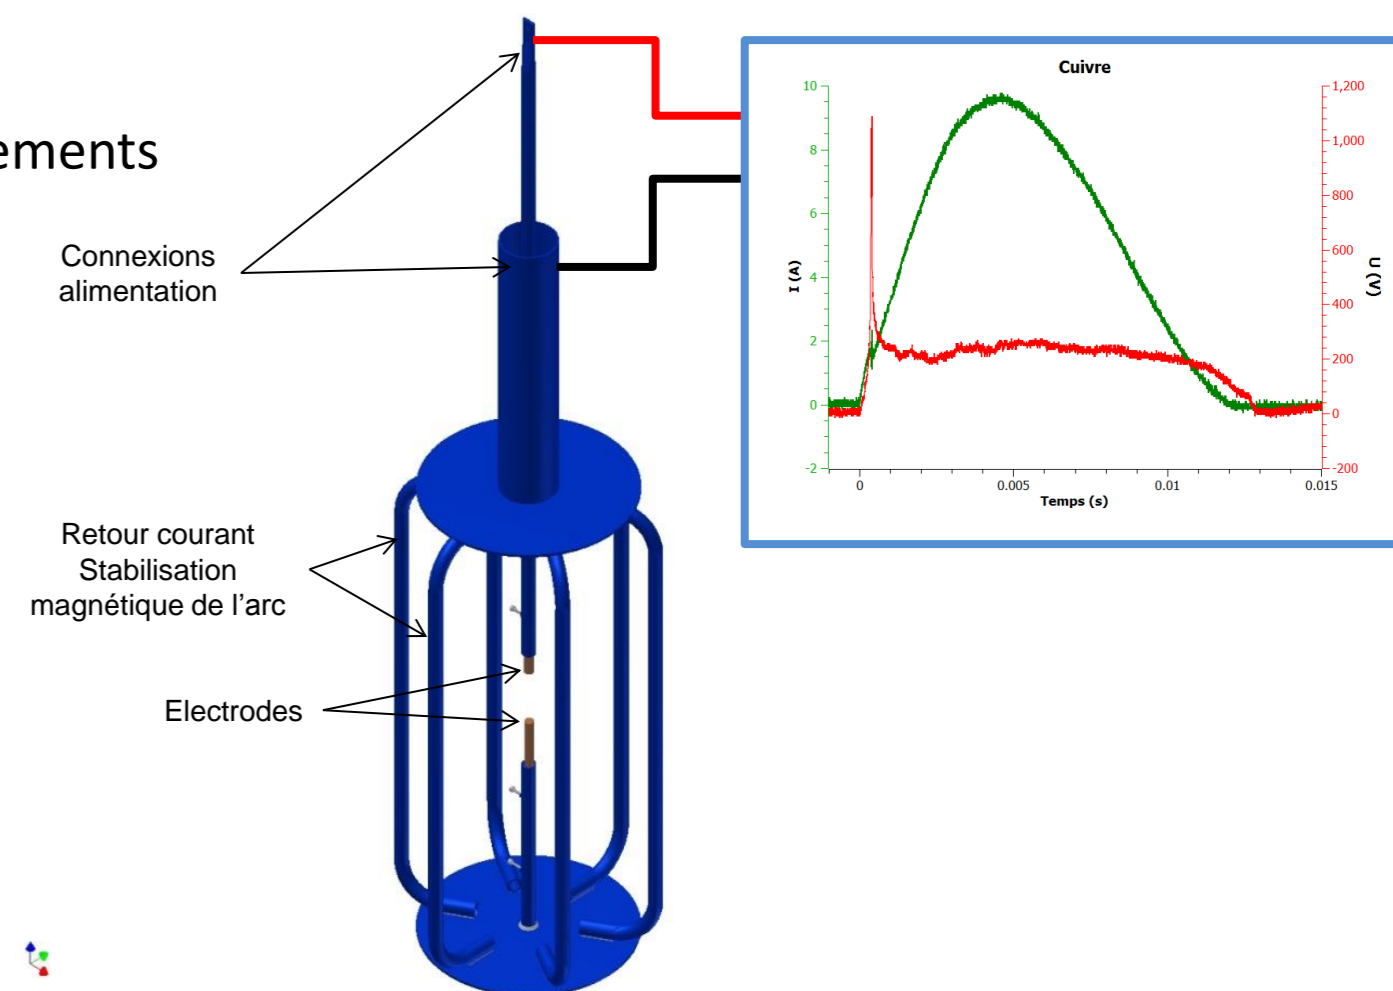 ements
Connexions
alimentation
Retour courant
Stabilisation
magnétique de l'arc
Electrodes
Cuivre
10
8
6
4
2
0
-2
I (A)
1,200
1,000
800
600
400
200
0
-200
U (V)
0
0.005
0.01
0.015
Temps (s)